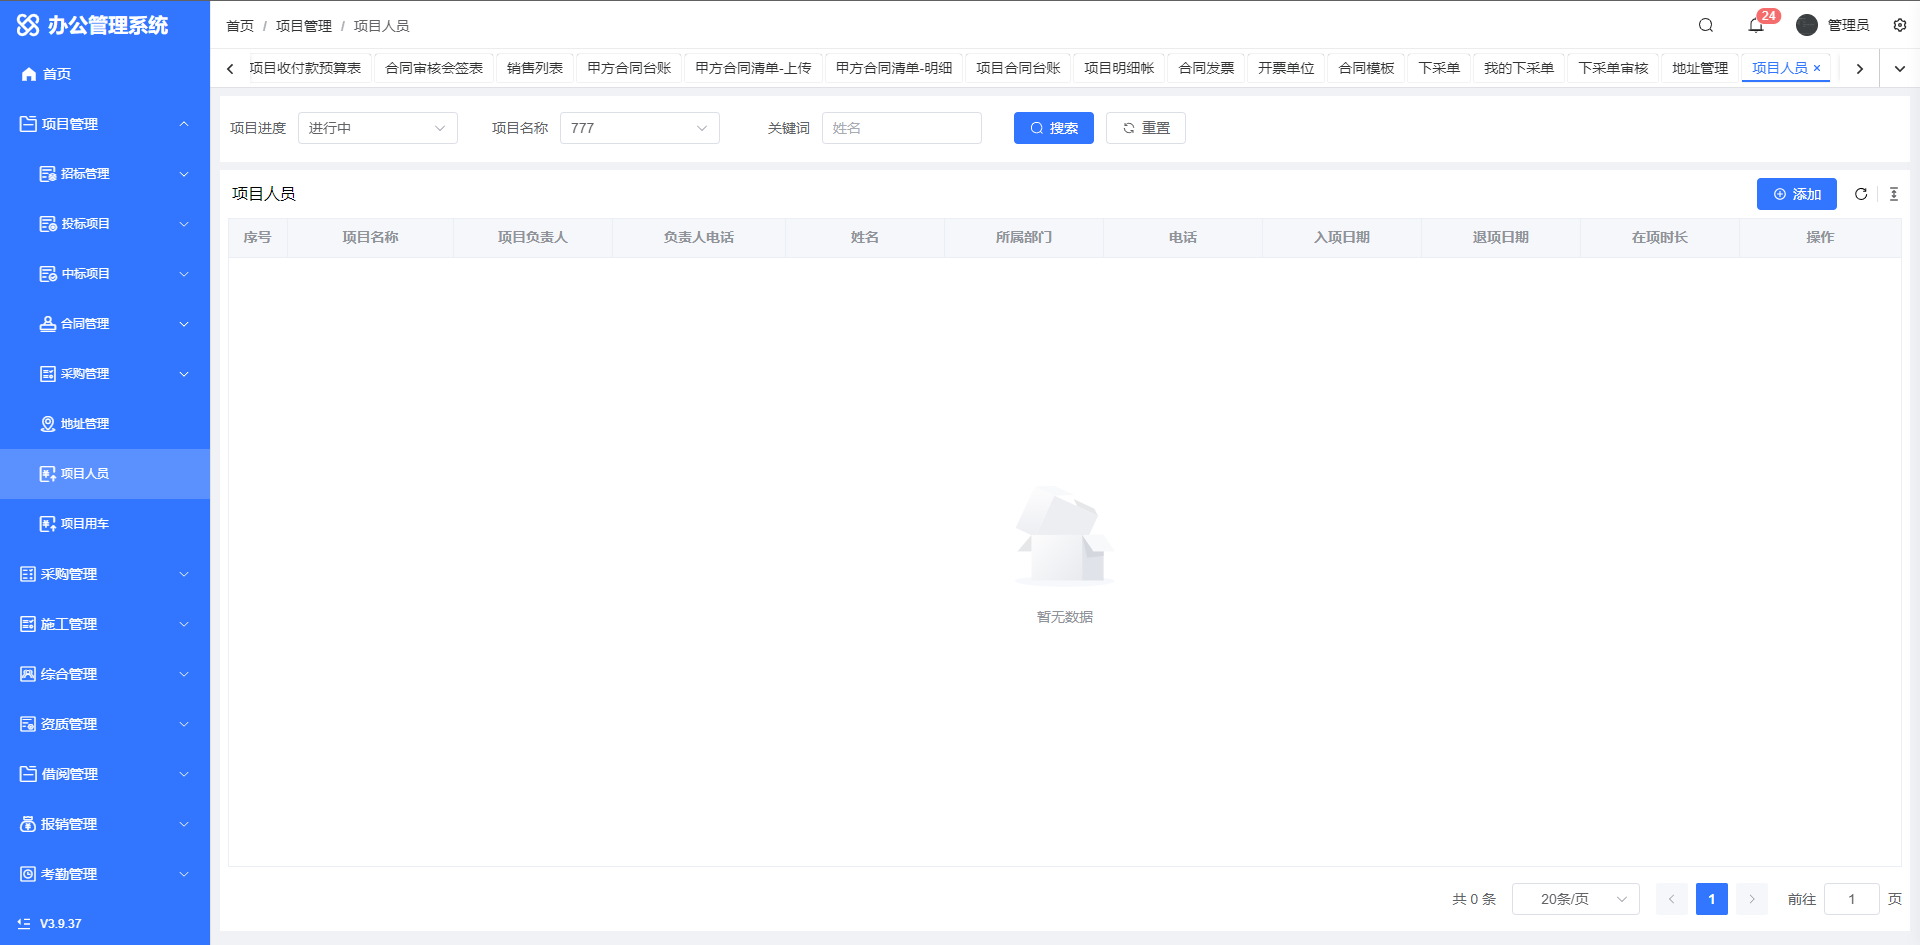 办公管理系统
首页 / 项目管理 / 项目人员
24
管理员
项目收付款预算表 合同审核会签表 销售列表 甲方合同台账 甲方合同清单-上传 甲方合同清单-明细 项目合同台账 项目明细帐 合同发票 开票单位 合同模板 下采单 我的下采单 下采单审核 地址管理 项目人员 ×
首页
项目管理
招标管理
投标项目
中标项目
合同管理
采购管理
地址管理
项目人员
项目用车
采购管理
施工管理
综合管理
资质管理
借阅管理
报销管理
考勤管理
V3.9.37
项目进度 进行中 项目名称 777 关键词 姓名 搜索 重置
项目人员 添加
序号 项目名称 项目负责人 负责人电话 姓名 所属部门 电话 入项日期 退项日期 在项时长 操作
暂无数据
共 0 条 20条/页 1 前往 1 页